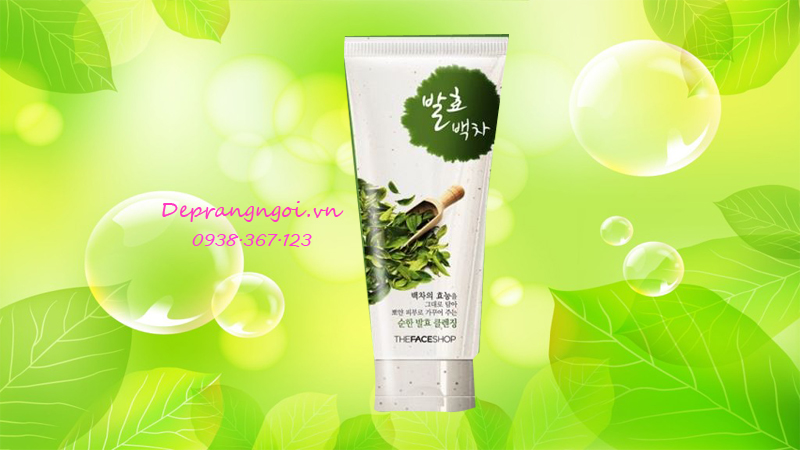 발효
백차
Deprangngoi.vn
0938·367·123
백차의 효능을
그대로 담아
뽀얀 피부로 가꾸어 주는
순한 발효 클렌징
THEFACESHOP